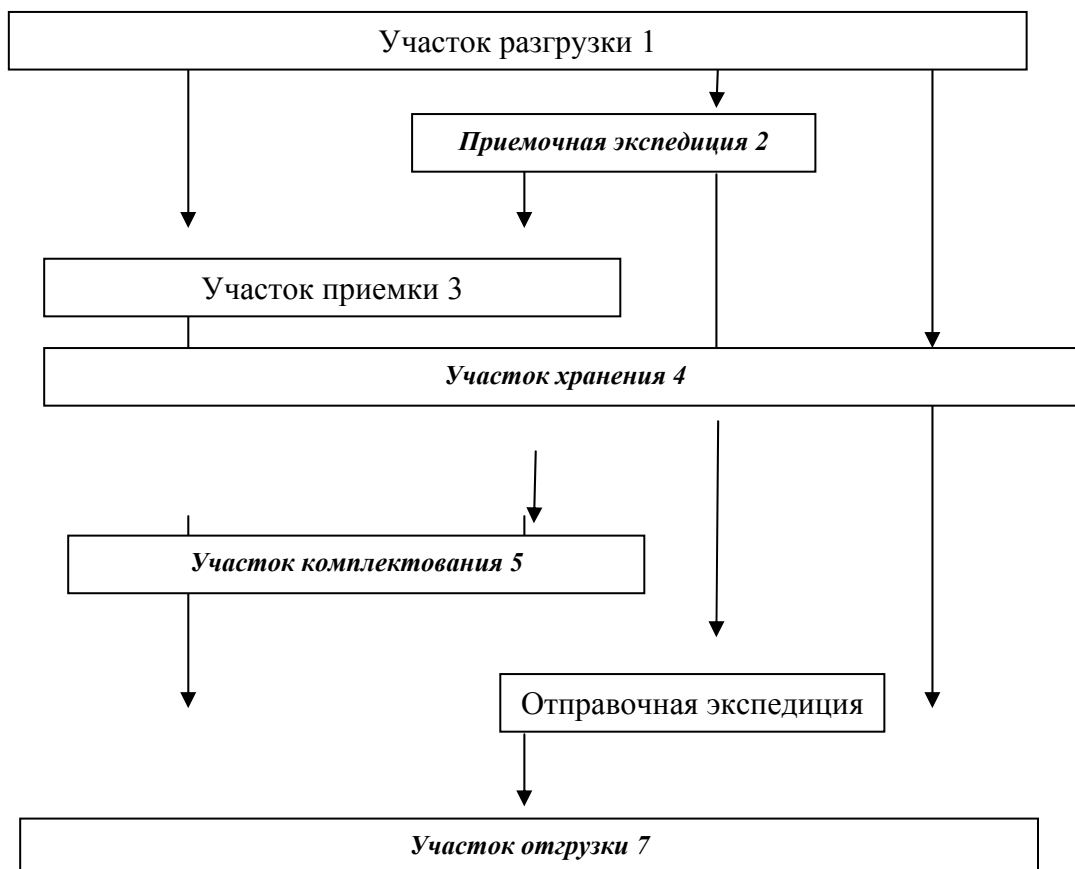 Участок разгрузки 1
Приемочная экспедиция 2
Участок приемки 3
Участок хранения 4
Участок комплектования 5
Отправочная экспедиция
Участок отгрузки 7